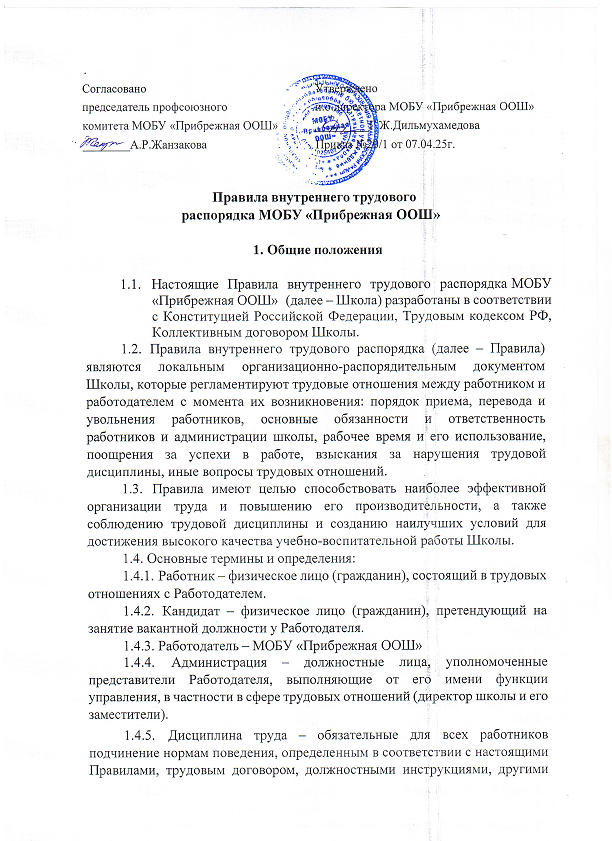 Согласовано
Утверждено
председатель профсоюзного
директора МОБУ «Прибрежная ООШ»
комитета МОБУ «Прибрежная ООШ»
Ж.Дильмухамедова
А.Р.Жанзакова
Приказ от 07.04.25г.
МОБУ
Прибрежная
ООШ
Правила внутреннего трудового
распорядка МОБУ «Прибрежная ООШ»
1. Общие положения
1.1. Настоящие Правила внутреннего трудового распорядка МОБУ
«Прибрежная ООШ» (далее – Школа) разработаны в соответствии
с Конституцией Российской Федерации, Трудовым кодексом РФ,
Коллективным договором Школы.
1.2. Правила внутреннего трудового распорядка (далее – Правила)
являются локальным организационно-распорядительным документом
Школы, которые регламентируют трудовые отношения между работником и
работодателем с момента их возникновения: порядок приема, перевода и
увольнения работников, основные обязанности и ответственность
работников и администрации школы, рабочее время и его использование,
поощрения за успехи в работе, взыскания за нарушения трудовой
дисциплины, иные вопросы трудовых отношений.
1.3. Правила имеют целью способствовать наиболее эффективной
организации труда и повышению его производительности, а также
соблюдению трудовой дисциплины и созданию наилучших условий для
достижения высокого качества учебно-воспитательной работы Школы.
1.4. Основные термины и определения:
1.4.1. Работник – физическое лицо (гражданин), состоящий в трудовых
отношениях с Работодателем.
1.4.2. Кандидат – физическое лицо (гражданин), претендующий на
занятие вакантной должности у Работодателя.
1.4.3. Работодатель – МОБУ «Прибрежная ООШ»
1.4.4. Администрация – должностные лица, уполномоченные
представители Работодателя, выполняющие от его имени функции
управления, в частности в сфере трудовых отношений (директор школы и его
заместители).
1.4.5. Дисциплина труда – обязательные для всех работников
подчинение нормам поведения, определенным в соответствии с настоящими
Правилами, трудовым договором, должностными инструкциями, другими